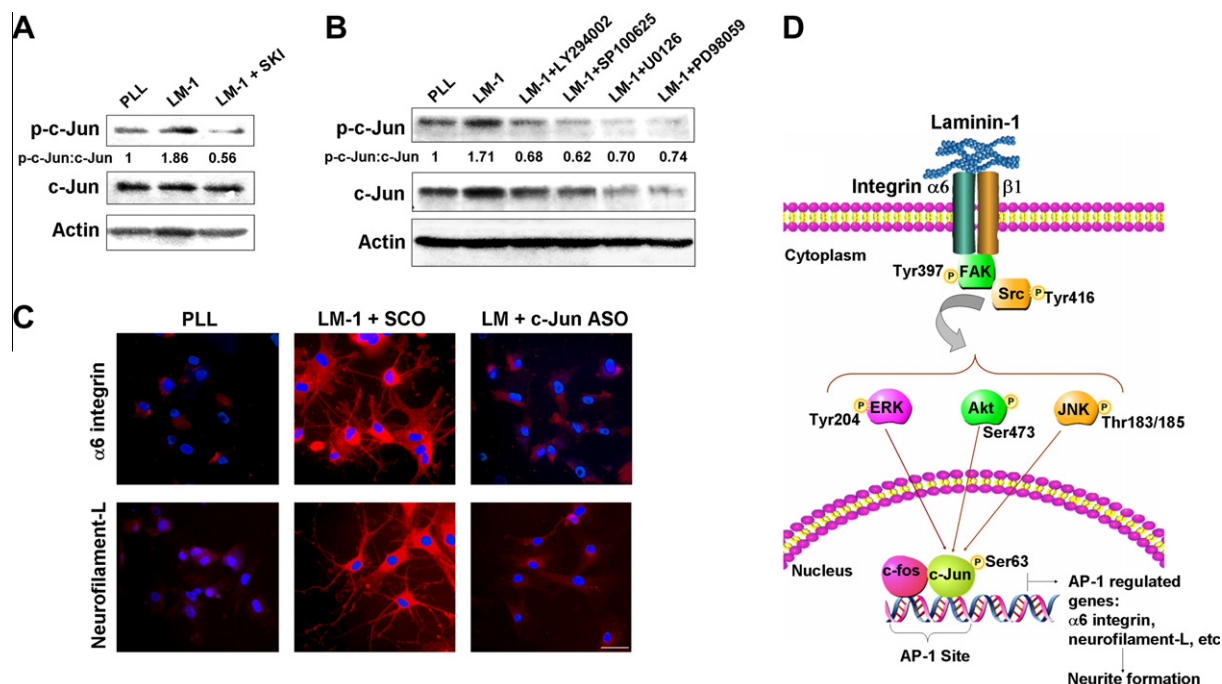 A
PLL
LM-1
LM-1 + SKI
p-c-Jun
p-c-Jun:c-Jun 1 1.86 0.56
c-Jun
Actin
B
PLL
LM-1
LM-1+LY294002
LM-1+SP100625
LM-1+U0126
LM-1+PD98059
p-c-Jun
p-c-Jun:c-Jun 1 1.71 0.68 0.62 0.70 0.74
c-Jun
Actin
C
PLL LM-1 + SCO LM + c-Jun ASO
α6 integrin
Neurofilament-L
D
Laminin-1
Integrin α6 β1
Cytoplasm
Tyr397 P FAK
Src P Tyr416
P ERK Akt P JNK P
Tyr204 Ser473 Thr183/185
Nucleus
c-fos c-Jun P Ser63
AP-1 regulated
genes:
α6 integrin,
neurofilament-L, etc
AP-1 Site
Neurite formation